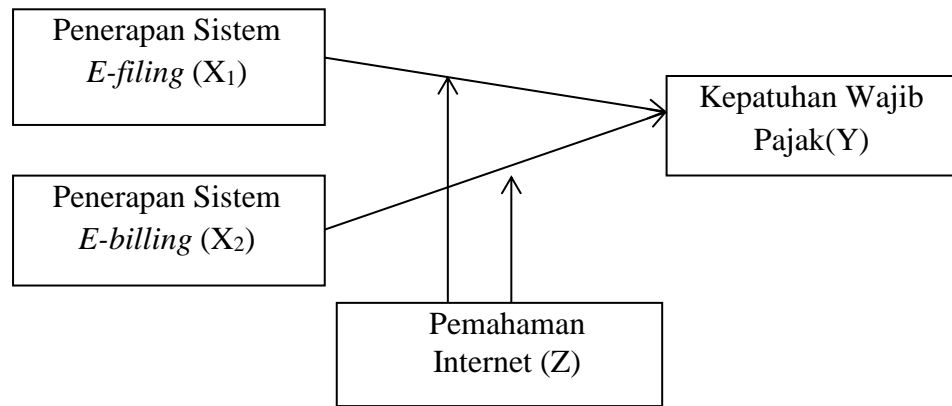 Penerapan Sistem
E-filing (X₁)
Kepatuhan Wajib
Pajak(Y)
Penerapan Sistem
E-billing (X₂)
Pemahaman
Internet (Z)